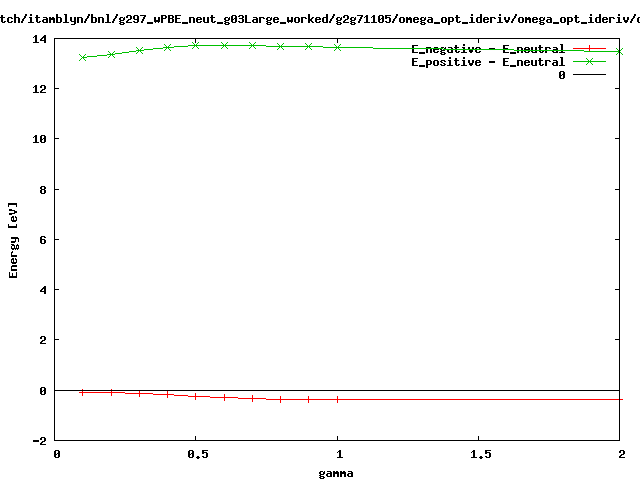 tch/itamblyn/bnl/g297_wPBE_neut_g03Large_worked/g2g71105/omega_opt_ideriv/omega_opt_ideriv/o
14
12
10
8
6
4
2
0
-2
Energy [eV]
E_negative - E_neutral
E_positive - E_neutral
0
0 0.5 1 1.5 2
gamma